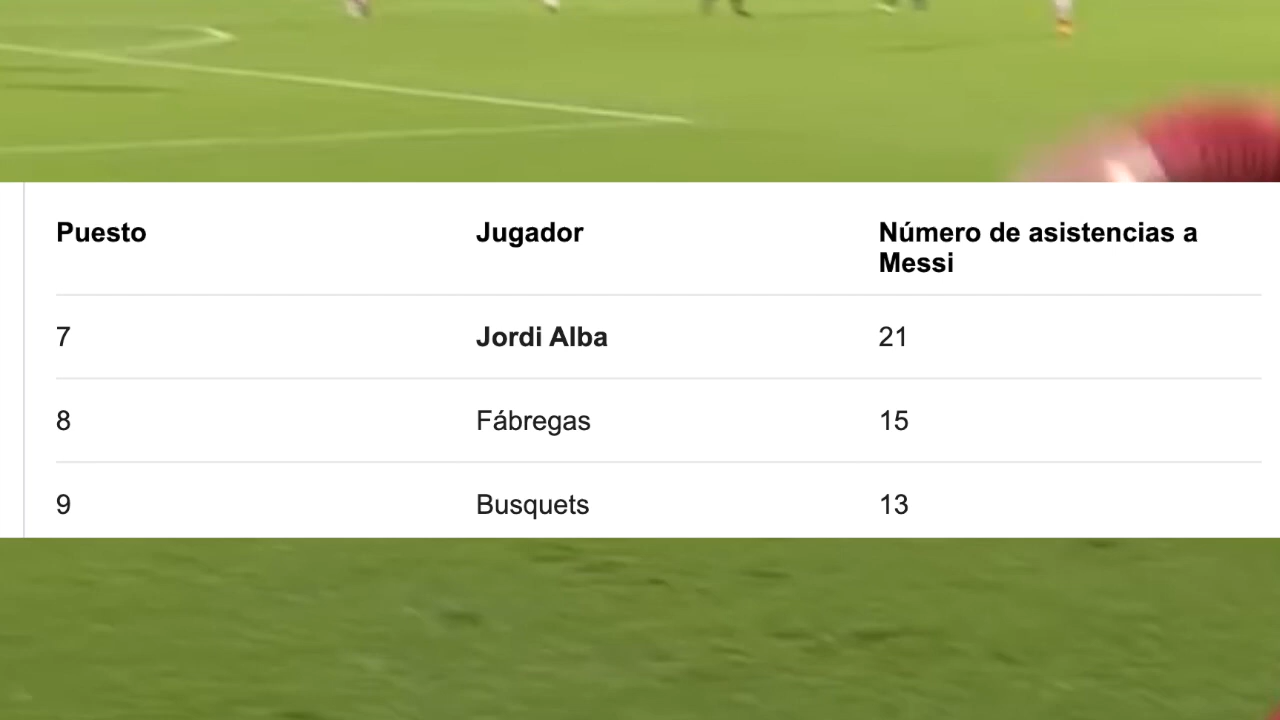 Puesto Jugador Número de asistencias a
Messi
7 Jordi Alba 21
8 Fábregas 15
9 Busquets 13